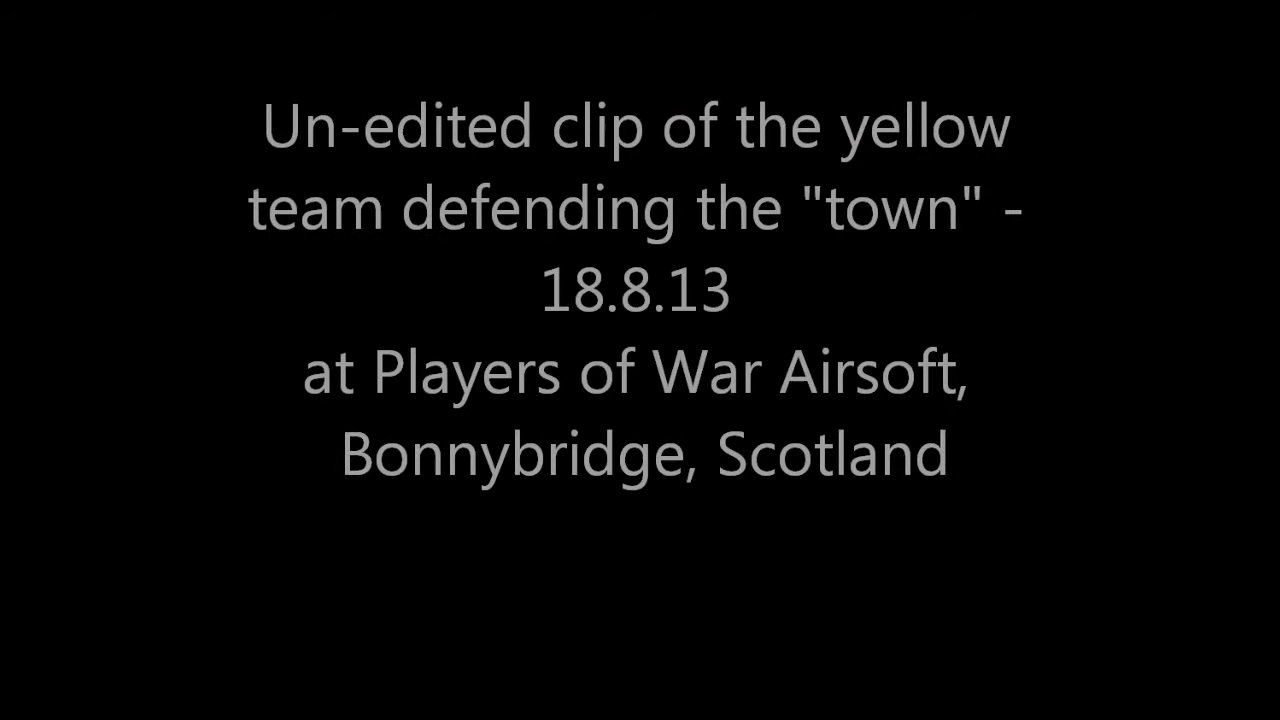 Un-edited clip of the yellow
team defending the "town" -
18.8.13
at Players of War Airsoft,
Bonnybridge, Scotland